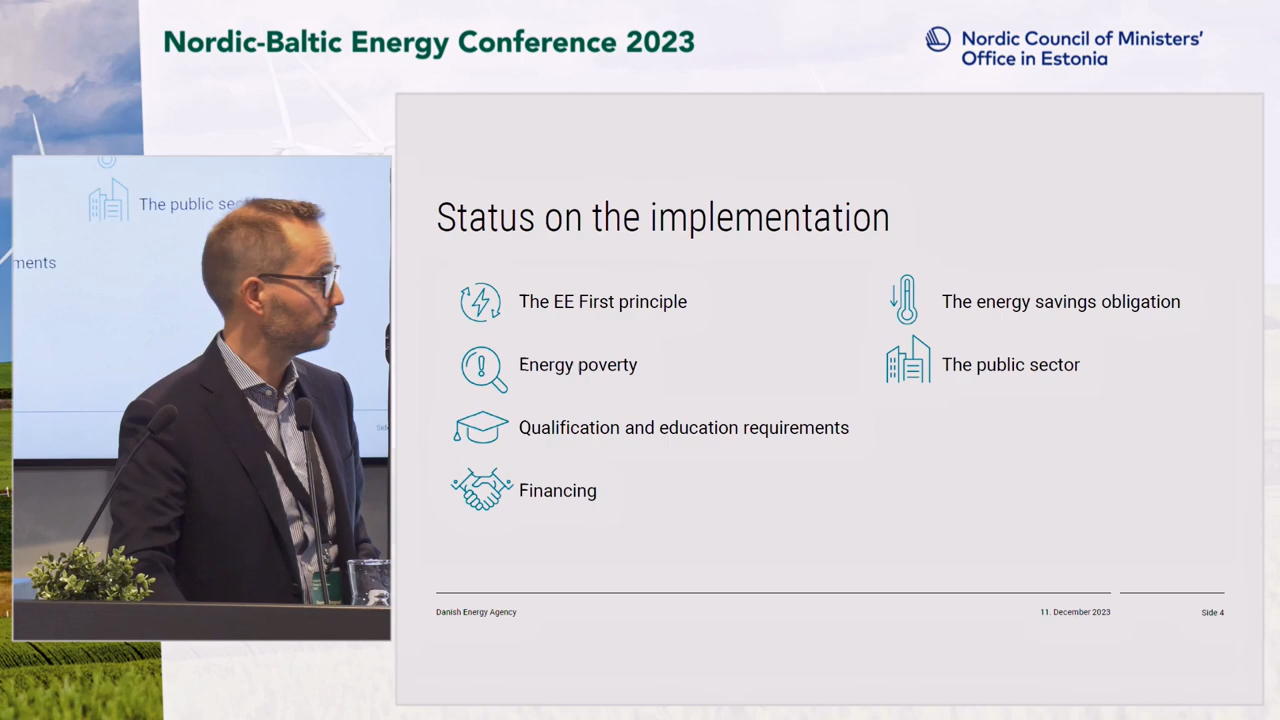 Nordic-Baltic Energy Conference 2023
Nordic Council of Ministers'
Office in Estonia
The public sec
ments
Status on the implementation
The EE First principle
The energy savings obligation
Energy poverty
The public sector
Qualification and education requirements
Financing
Danish Energy Agency
11. December 2023
Side 4